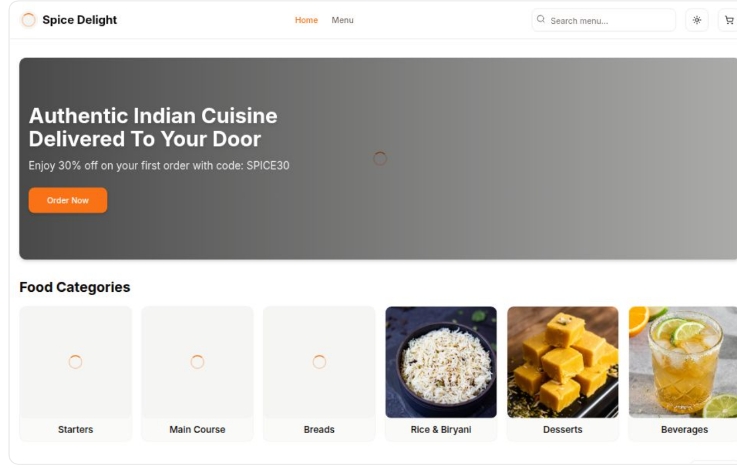 Spice Delight
Home
Menu
Search menu...
Authentic Indian Cuisine
Delivered To Your Door
Enjoy 30% off on your first order with code: SPICE30
Order Now
Food Categories
Starters
Main Course
Breads
Rice & Biryani
Desserts
Beverages